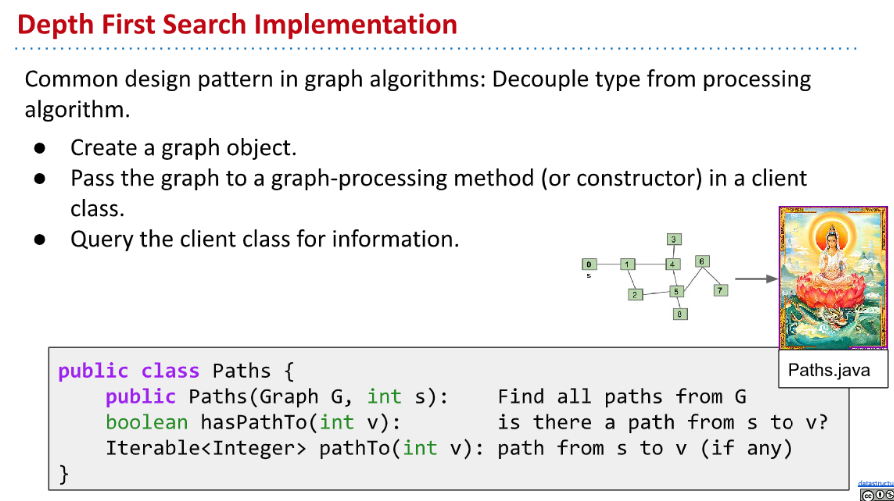 Depth First Search Implementation
Common design pattern in graph algorithms: Decouple type from processing
algorithm.
● Create a graph object.
● Pass the graph to a graph-processing method (or constructor) in a client
class.
● Query the client class for information.
3
0 1 4 6
s
2 5 7
8
Paths.java
public class Paths {
public Paths(Graph G, int s): Find all paths from G
boolean hasPathTo(int v): is there a path from s to v?
Iterable<Integer> pathTo(int v): path from s to v (if any)
}
datastructur